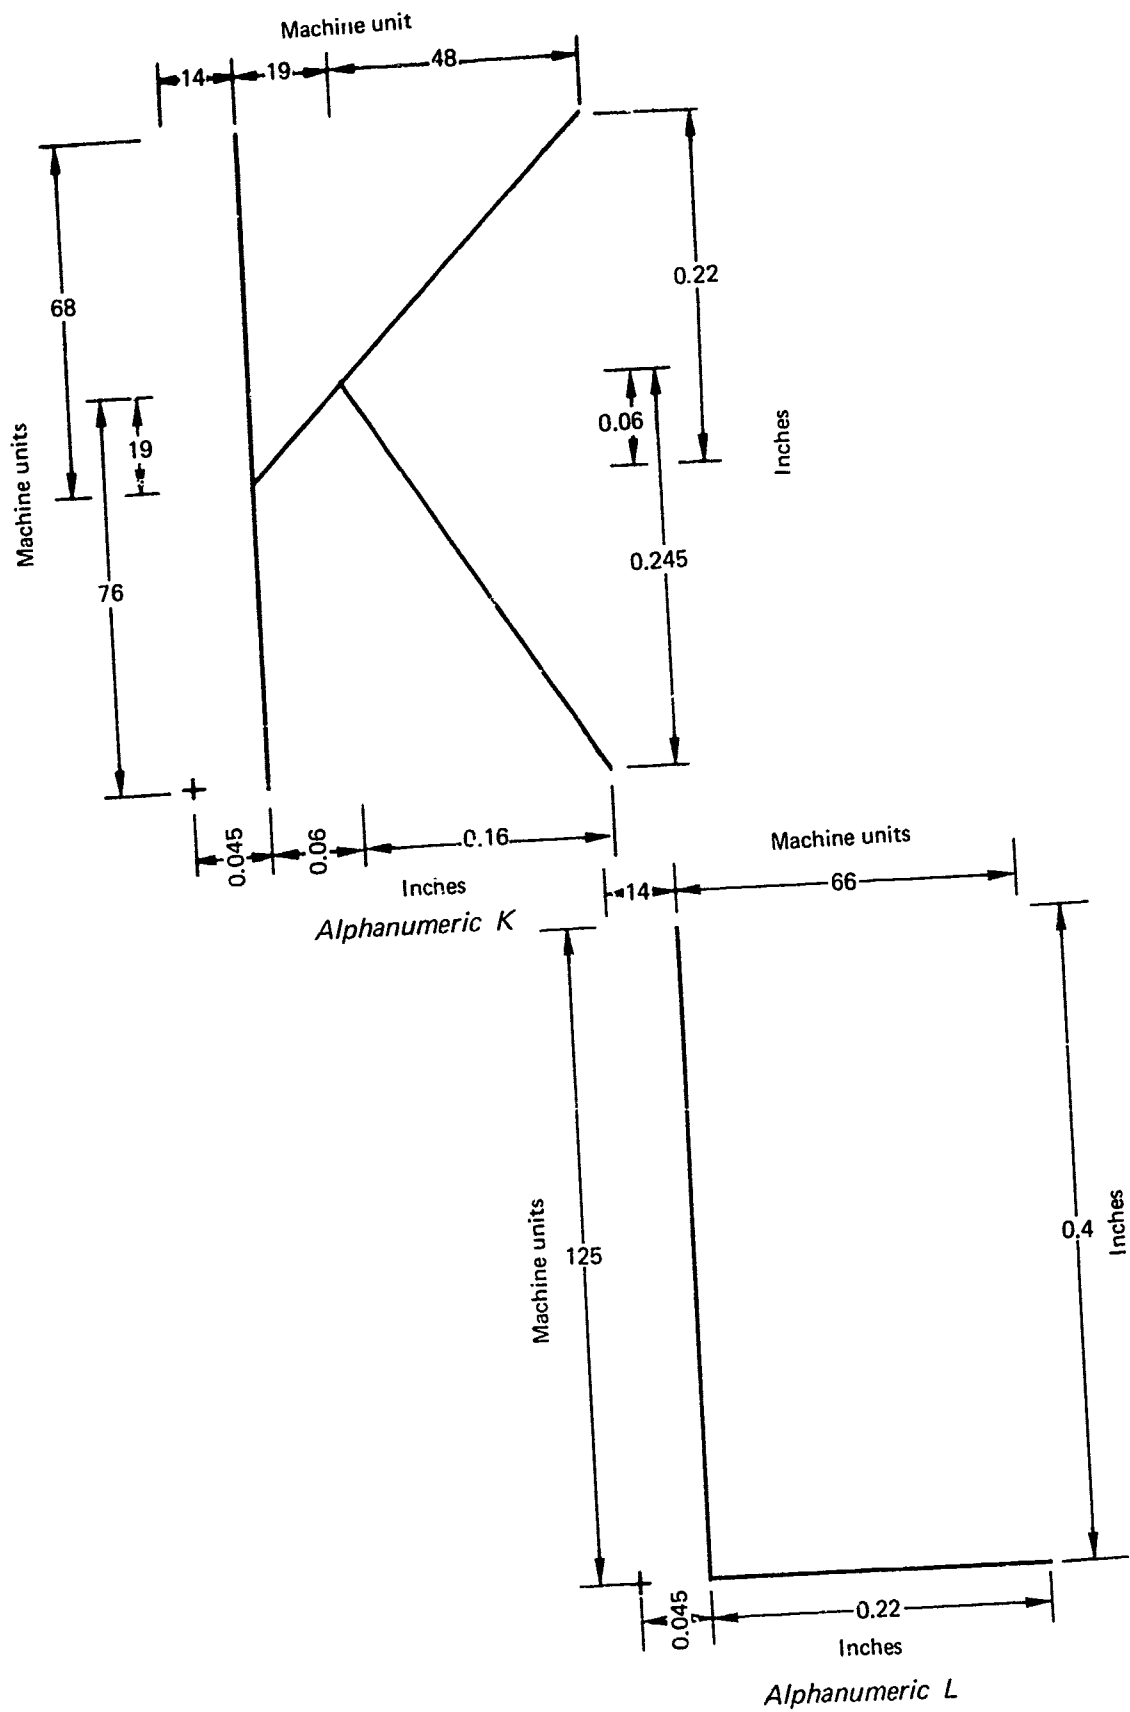 Machine unit
14 19 48
68
0.22
0.06
19
Machine units
Inches
0.245
76
0.045 0.06 0.16
Inches
Alphanumeric K
Machine units
14 66
Machine units
125
0.4
Inches
0.045 0.22
Inches
Alphanumeric L